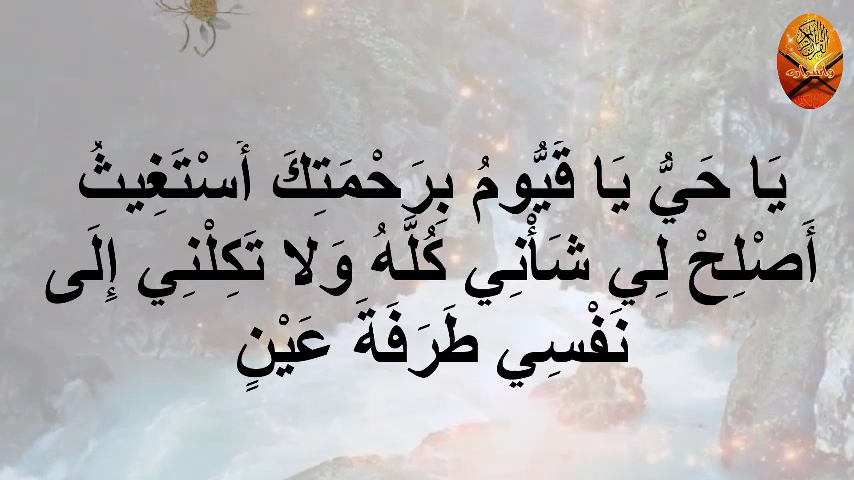 يَا حَيُّ يَا قَيُّومُ بِرَحْمَتِكَ أَسْتَغِيثُ
أَصْلِحْ لِي شَأْنِي كُلَّهُ وَلا تَكِلْنِي إِلَى
نَفْسِي طَرَفَةَ عَيْنٍ